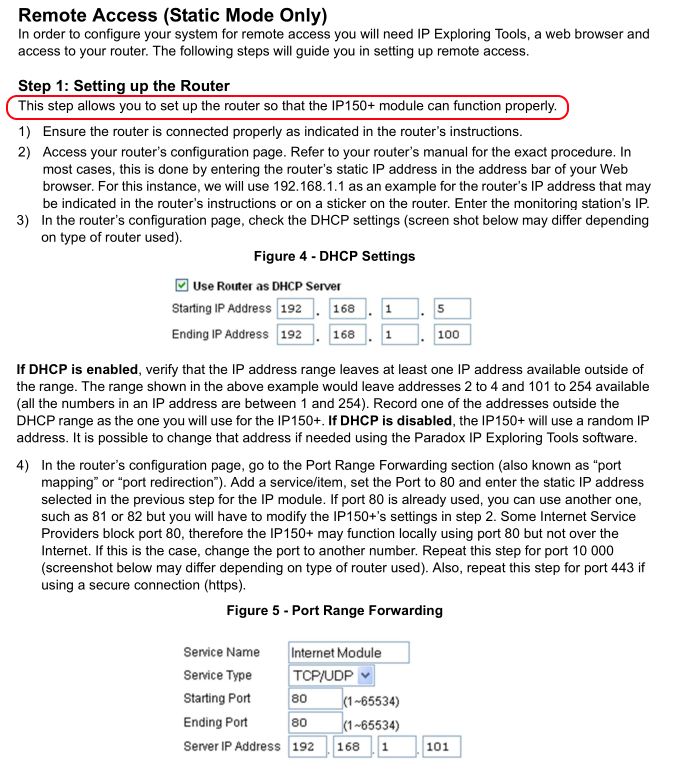 Remote Access (Static Mode Only)
In order to configure your system for remote access you will need IP Exploring Tools, a web browser and
access to your router. The following steps will guide you in setting up remote access.
Step 1: Setting up the Router
This step allows you to set up the router so that the IP150+ module can function properly.
1) Ensure the router is connected properly as indicated in the router's instructions.
2) Access your router's configuration page. Refer to your router's manual for the exact procedure. In
most cases, this is done by entering the router's static IP address in the address bar of your Web
browser. For this instance, we will use 192.168.1.1 as an example for the router's IP address that may
be indicated in the router's instructions or on a sticker on the router. Enter the monitoring station's IP.
3) In the router's configuration page, check the DHCP settings (screen shot below may differ depending
on type of router used).
Figure 4 - DHCP Settings
Use Router as DHCP Server
Starting IP Address 192 . 168 . 1 . 5
Ending IP Address 192 . 168 . 1 . 100
If DHCP is enabled, verify that the IP address range leaves at least one IP address available outside of
the range. The range shown in the above example would leave addresses 2 to 4 and 101 to 254 available
(all the numbers in an IP address are between 1 and 254). Record one of the addresses outside the
DHCP range as the one you will use for the IP150+. If DHCP is disabled, the IP150+ will use a random IP
address. It is possible to change that address if needed using the Paradox IP Exploring Tools software.
4) In the router's configuration page, go to the Port Range Forwarding section (also known as “port
mapping” or “port redirection”). Add a service/item, set the Port to 80 and enter the static IP address
selected in the previous step for the IP module. If port 80 is already used, you can use another one,
such as 81 or 82 but you will have to modify the IP150+'s settings in step 2. Some Internet Service
Providers block port 80, therefore the IP150+ may function locally using port 80 but not over the
Internet. If this is the case, change the port to another number. Repeat this step for port 10 000
(screenshot below may differ depending on type of router used). Also, repeat this step for port 443 if
using a secure connection (https).
Figure 5 - Port Range Forwarding
Service Name Internet Module
Service Type TCP/UDP
Starting Port 80 (1~65534)
Ending Port 80 (1~65534)
Server IP Address 192 . 168 . 1 . 101